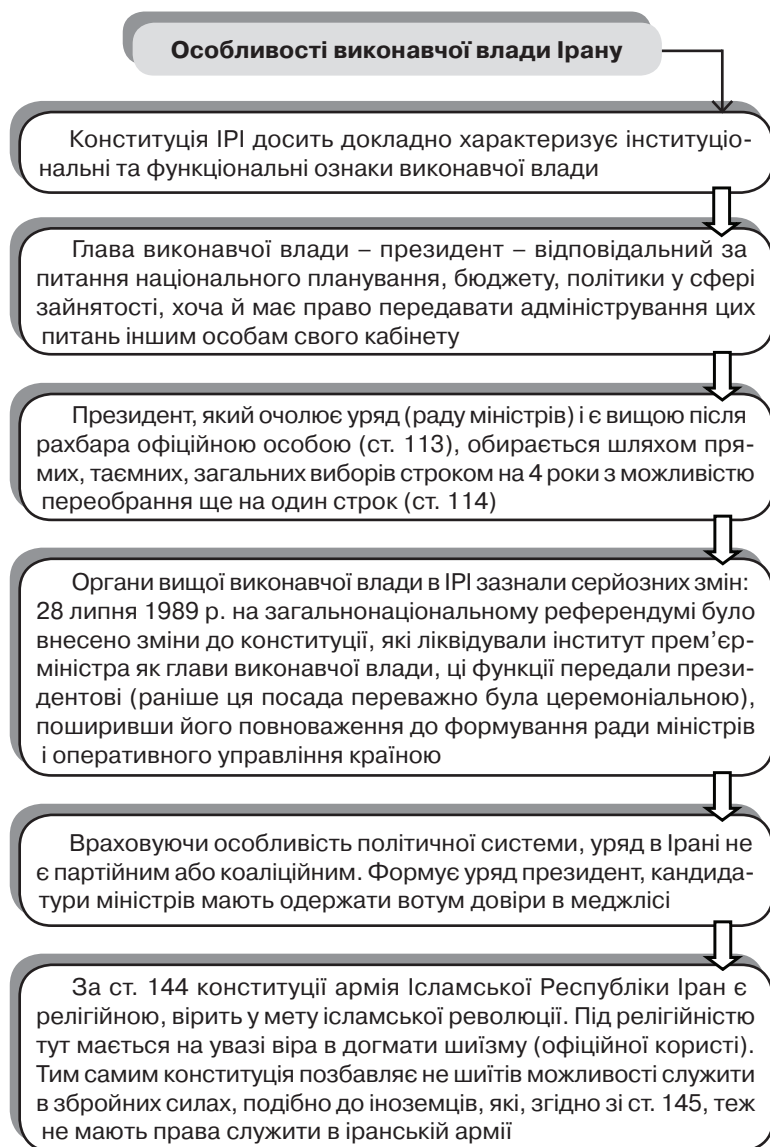 Особливості виконавчої влади Ірану
Конституція ІРІ досить докладно характеризує інституціо-
нальні та функціональні ознаки виконавчої влади
Глава виконавчої влади – президент – відповідальний за
питання національного планування, бюджету, політики у сфері
зайнятості, хоча й має право передавати адміністрування цих
питань іншим особам свого кабінету
Президент, який очолює уряд (раду міністрів) і є вищою після
рахбара офіційною особою (ст. 113), обирається шляхом пря-
мих, таємних, загальних виборів строком на 4 роки з можливістю
переобрання ще на один строк (ст. 114)
Органи вищої виконавчої влади в ІРІ зазнали серйозних змін:
28 липня 1989 р. на загальнонаціональному референдумі було
внесено зміни до конституції, які ліквідували інститут прем’єр-
міністра як глави виконавчої влади, ці функції передали прези-
дентові (раніше ця посада переважно була церемоніальною),
поширивши його повноваження до формування ради міністрів
і оперативного управління країною
Враховуючи особливість політичної системи, уряд в Ірані не
є партійним або коаліційним. Формує уряд президент, кандида-
тури міністрів мають одержати вотум довіри в меджлісі
За ст. 144 конституції армія Ісламської Республіки Іран є
релігійною, вірить у мету ісламської революції. Під релігійністю
тут мається на увазі віра в догмати шиїзму (офіційної користі).
Тим самим конституція позбавляє не шиїтів можливості служити
в збройних силах, подібно до іноземців, які, згідно зі ст. 145, теж
не мають права служити в іранській армії